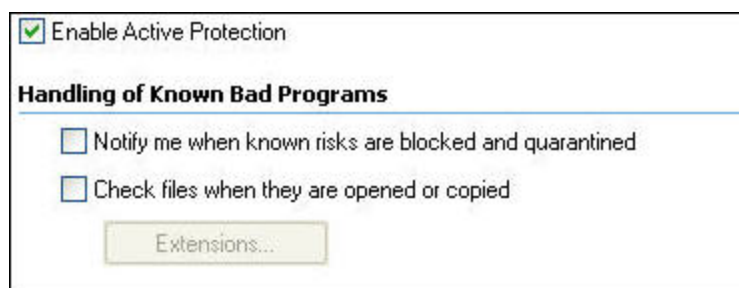 Enable Active Protection
Handling of Known Bad Programs
Notify me when known risks are blocked and quarantined
Check files when they are opened or copied
Extensions...